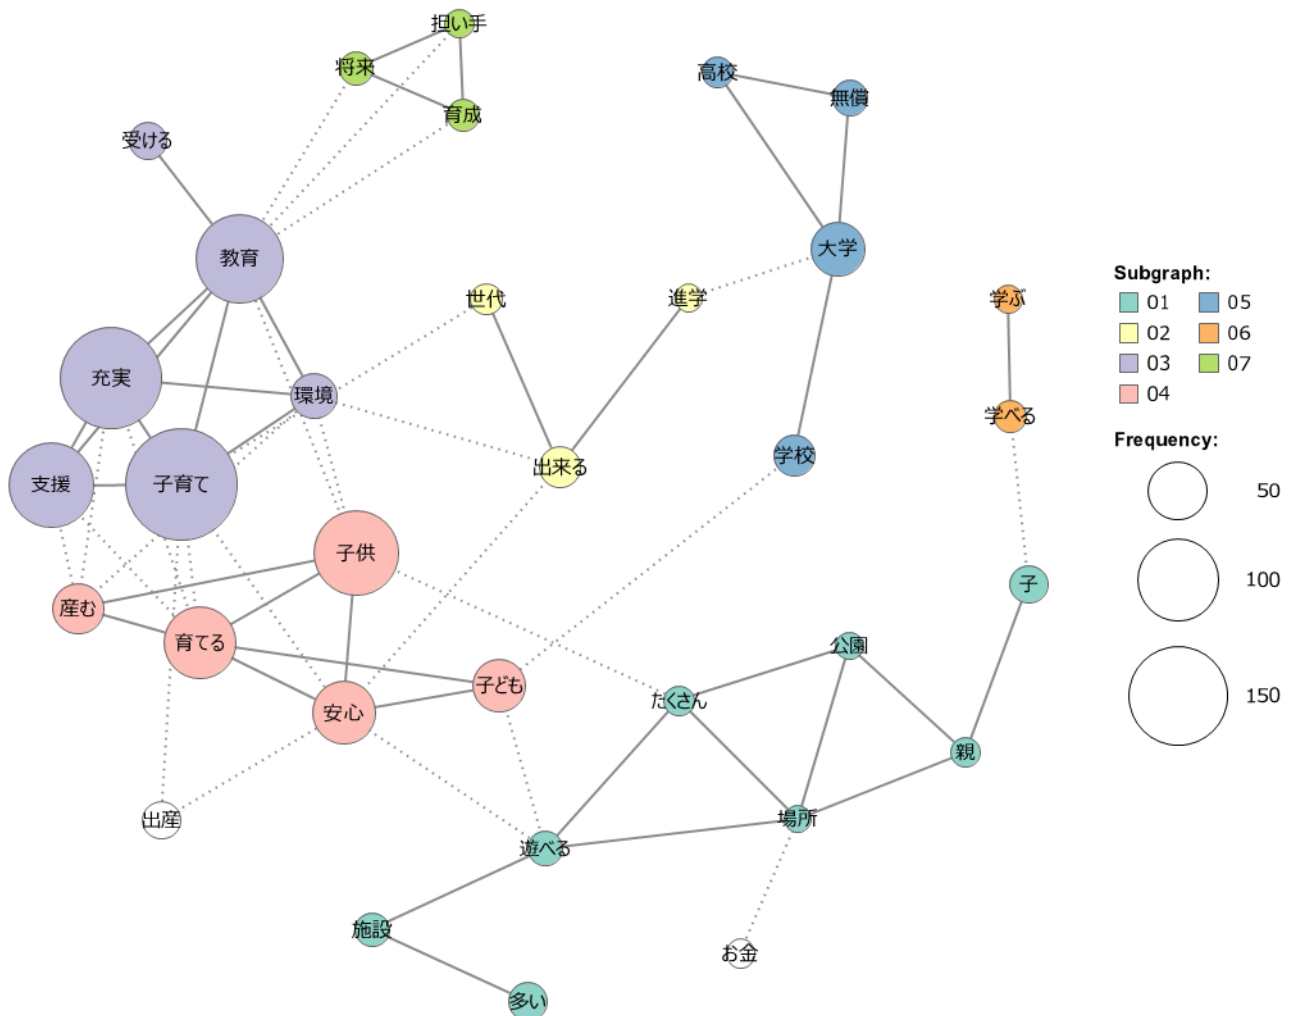 担い手
将来
高校
無償
育成
受ける
大学
教育
世代
進学
学ぶ
充実
環境
学べる
出来る
学校
支援
子育て
子供
子
産む
育てる
公園
子ども
たくさん
安心
親
出産
場所
遊べる
施設
お金
多い
Subgraph:
01 05
02 06
03 07
04
Frequency:
50
100
150